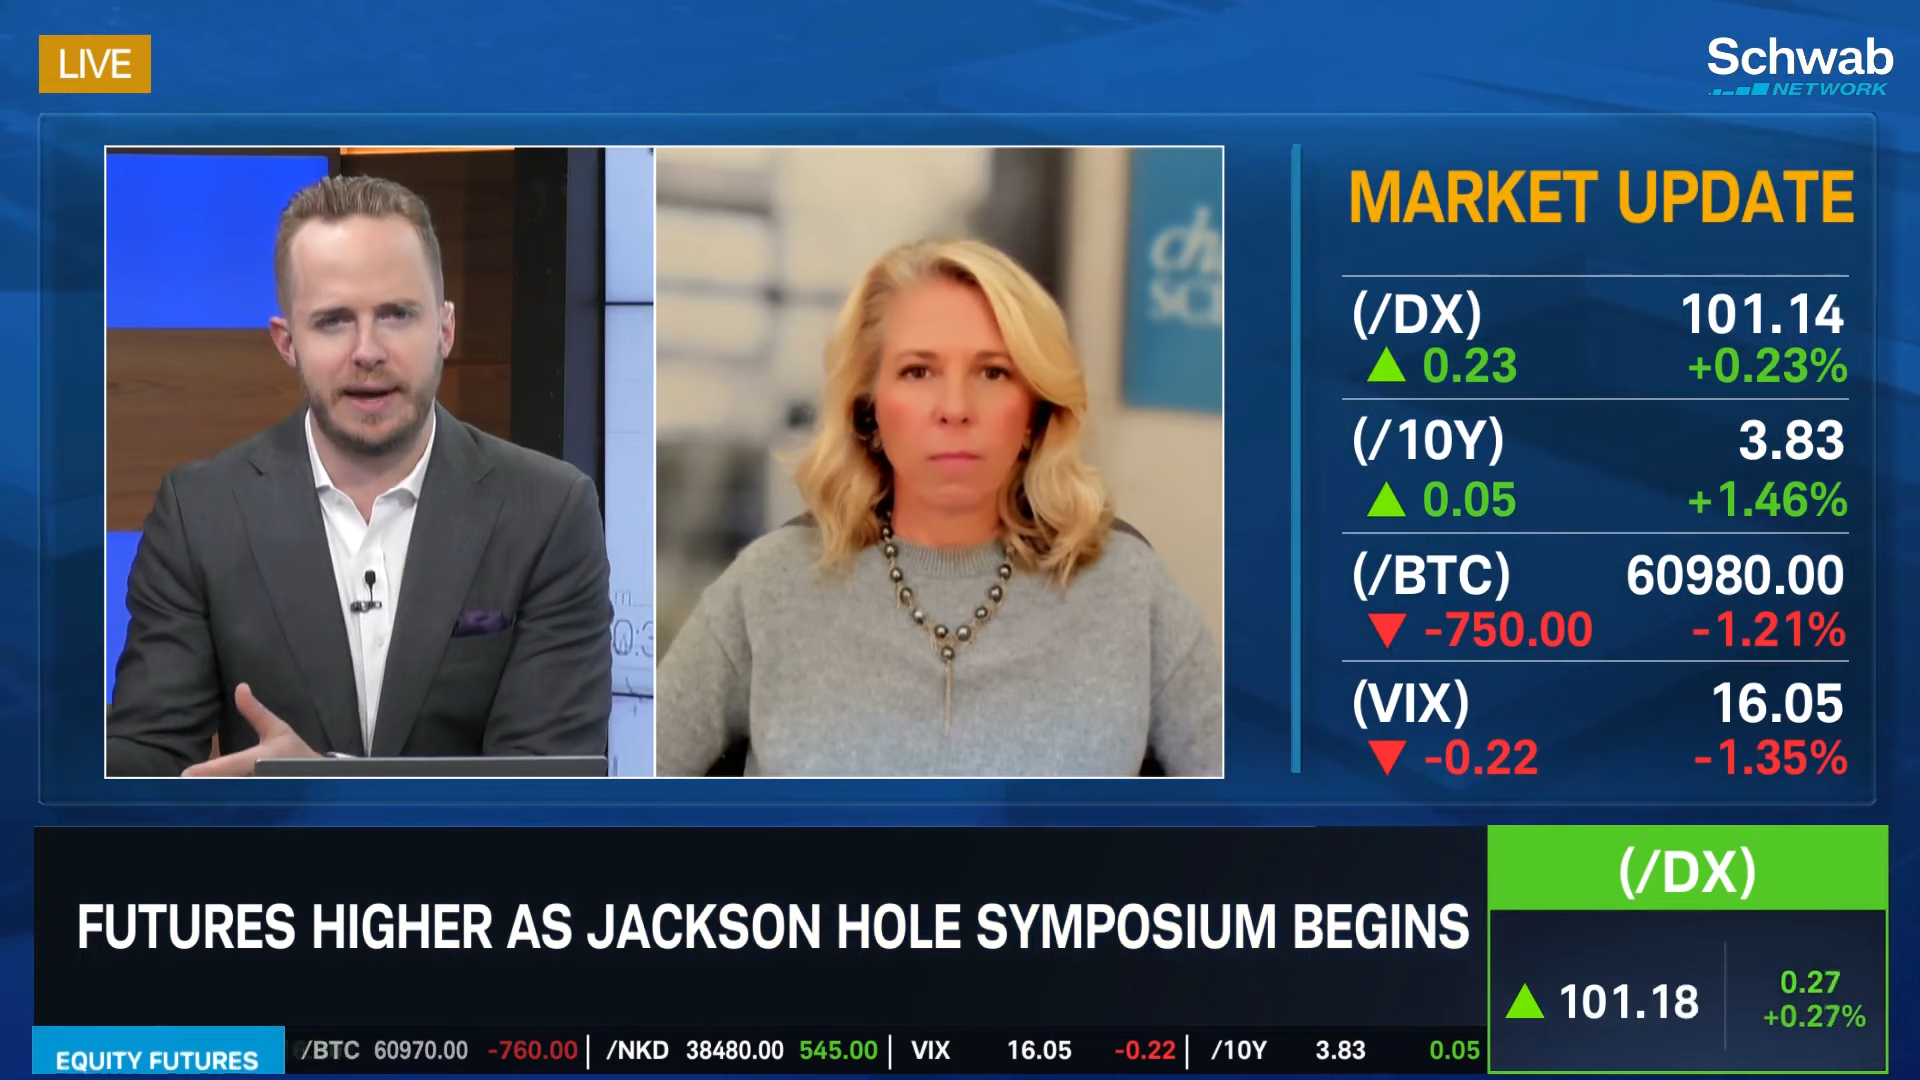 LIVE
Schwab
NETWORK
MARKET UPDATE
(/DX) 101.14
▲ 0.23 +0.23%
(/10Y) 3.83
▲ 0.05 +1.46%
(/BTC) 60980.00
▼ -750.00 -1.21%
(VIX) 16.05
▼ -0.22 -1.35%
FUTURES HIGHER AS JACKSON HOLE SYMPOSIUM BEGINS
(/DX)
▲ 101.18
0.27
+0.27%
EQUITY FUTURES
/BTC 60970.00 -760.00 | /NKD 38480.00 545.00 | VIX 16.05 -0.22 | /10Y 3.83 0.05